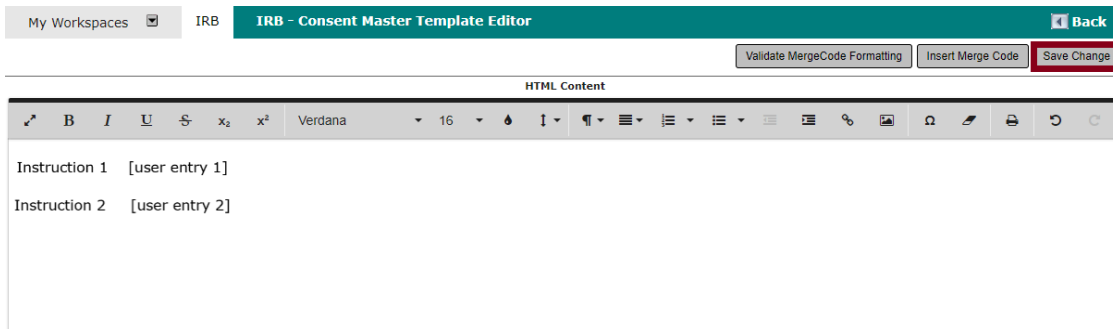 My Workspaces IRB IRB - Consent Master Template Editor Back
Validate MergeCode Formatting Insert Merge Code Save Change
HTML Content
B I U S x₂ x² Verdana 16 ¶ Ω
Instruction 1 [user entry 1]
Instruction 2 [user entry 2]